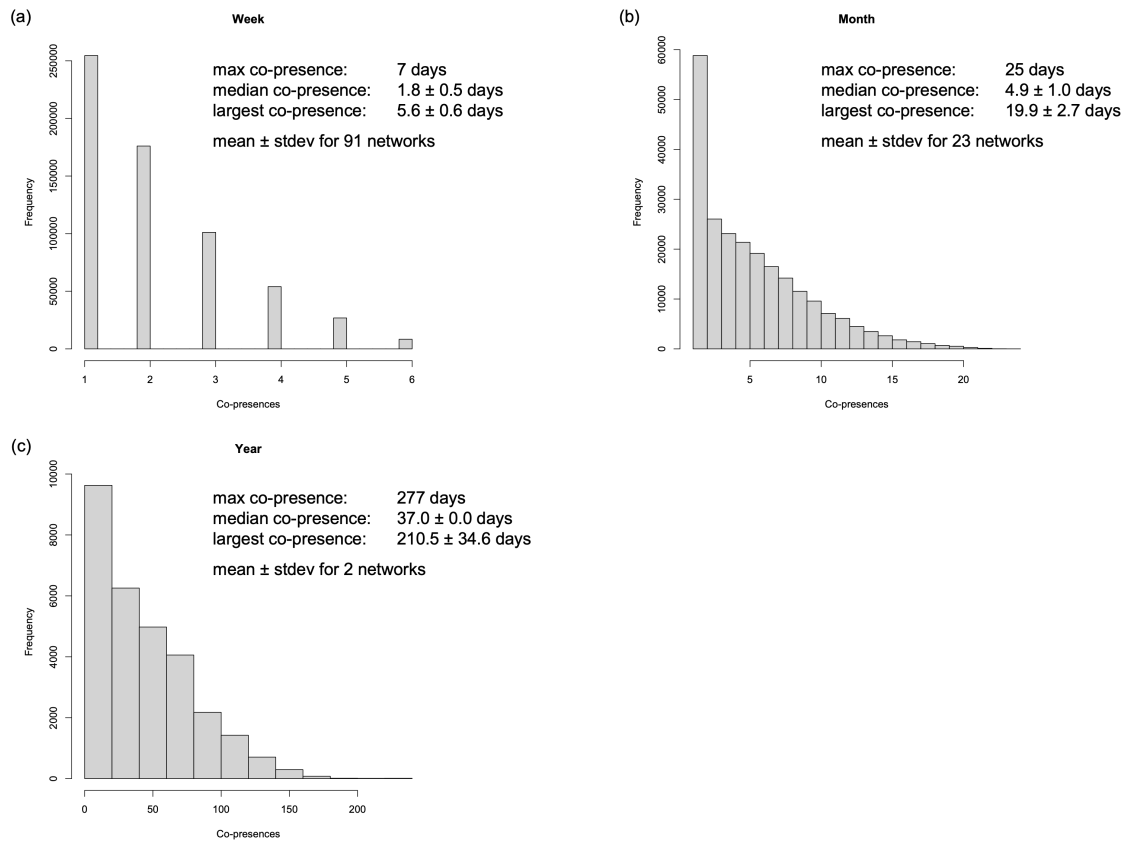 (a)
Week
max co-presence: 7 days
median co-presence: 1.8 ± 0.5 days
largest co-presence: 5.6 ± 0.6 days
mean ± stdev for 91 networks
Frequency
250000
200000
150000
100000
50000
0
1 2 3 4 5 6
Co-presences
(b)
Month
max co-presence: 25 days
median co-presence: 4.9 ± 1.0 days
largest co-presence: 19.9 ± 2.7 days
mean ± stdev for 23 networks
Frequency
60000
50000
40000
30000
20000
10000
0
5 10 15 20
Co-presences
(c)
Year
max co-presence: 277 days
median co-presence: 37.0 ± 0.0 days
largest co-presence: 210.5 ± 34.6 days
mean ± stdev for 2 networks
Frequency
10000
8000
6000
4000
2000
0
0 50 100 150 200
Co-presences